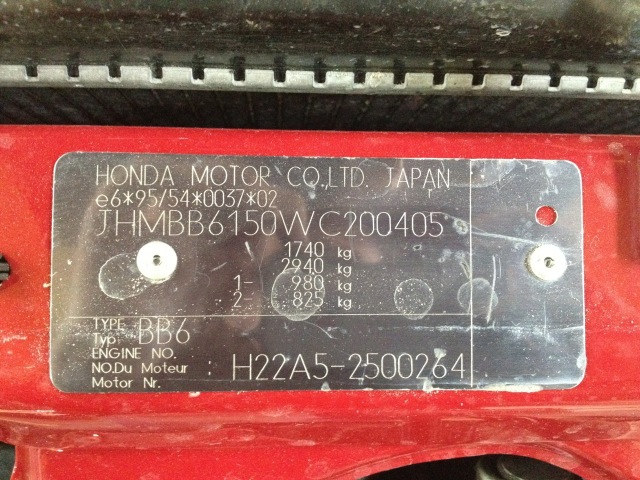 HONDA MOTOR CO.,LTD. JAPAN
e6*95/54*0037*02
JHMBB6150WC200405
1740 kg
2940 kg
1- 980 kg
2- 825 kg
TYPE
Typ BB6
ENGINE NO.
NO.Du Moteur H22A5-2500264
Motor Nr.